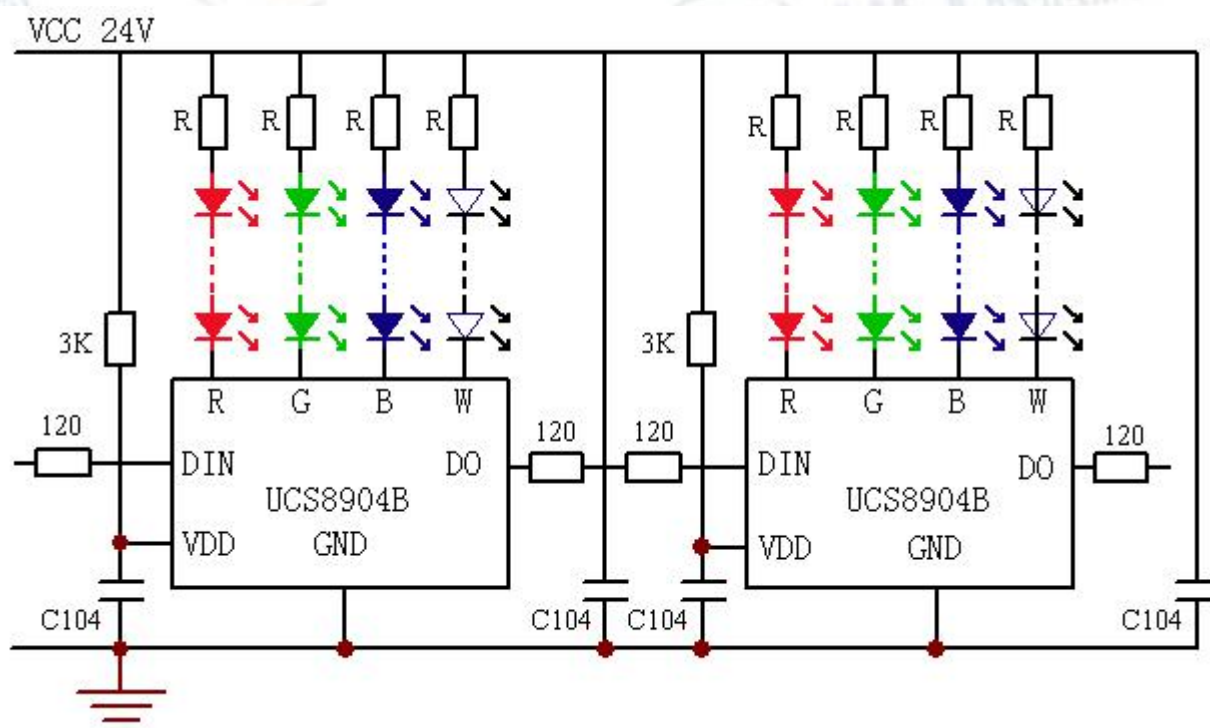 VCC 24V
R R R R R R R R
3K 3K
R G B W R G B W
120 DIN DO 120 120 DIN DO 120
UCS8904B UCS8904B
VDD GND VDD GND
C104 C104 C104 C104